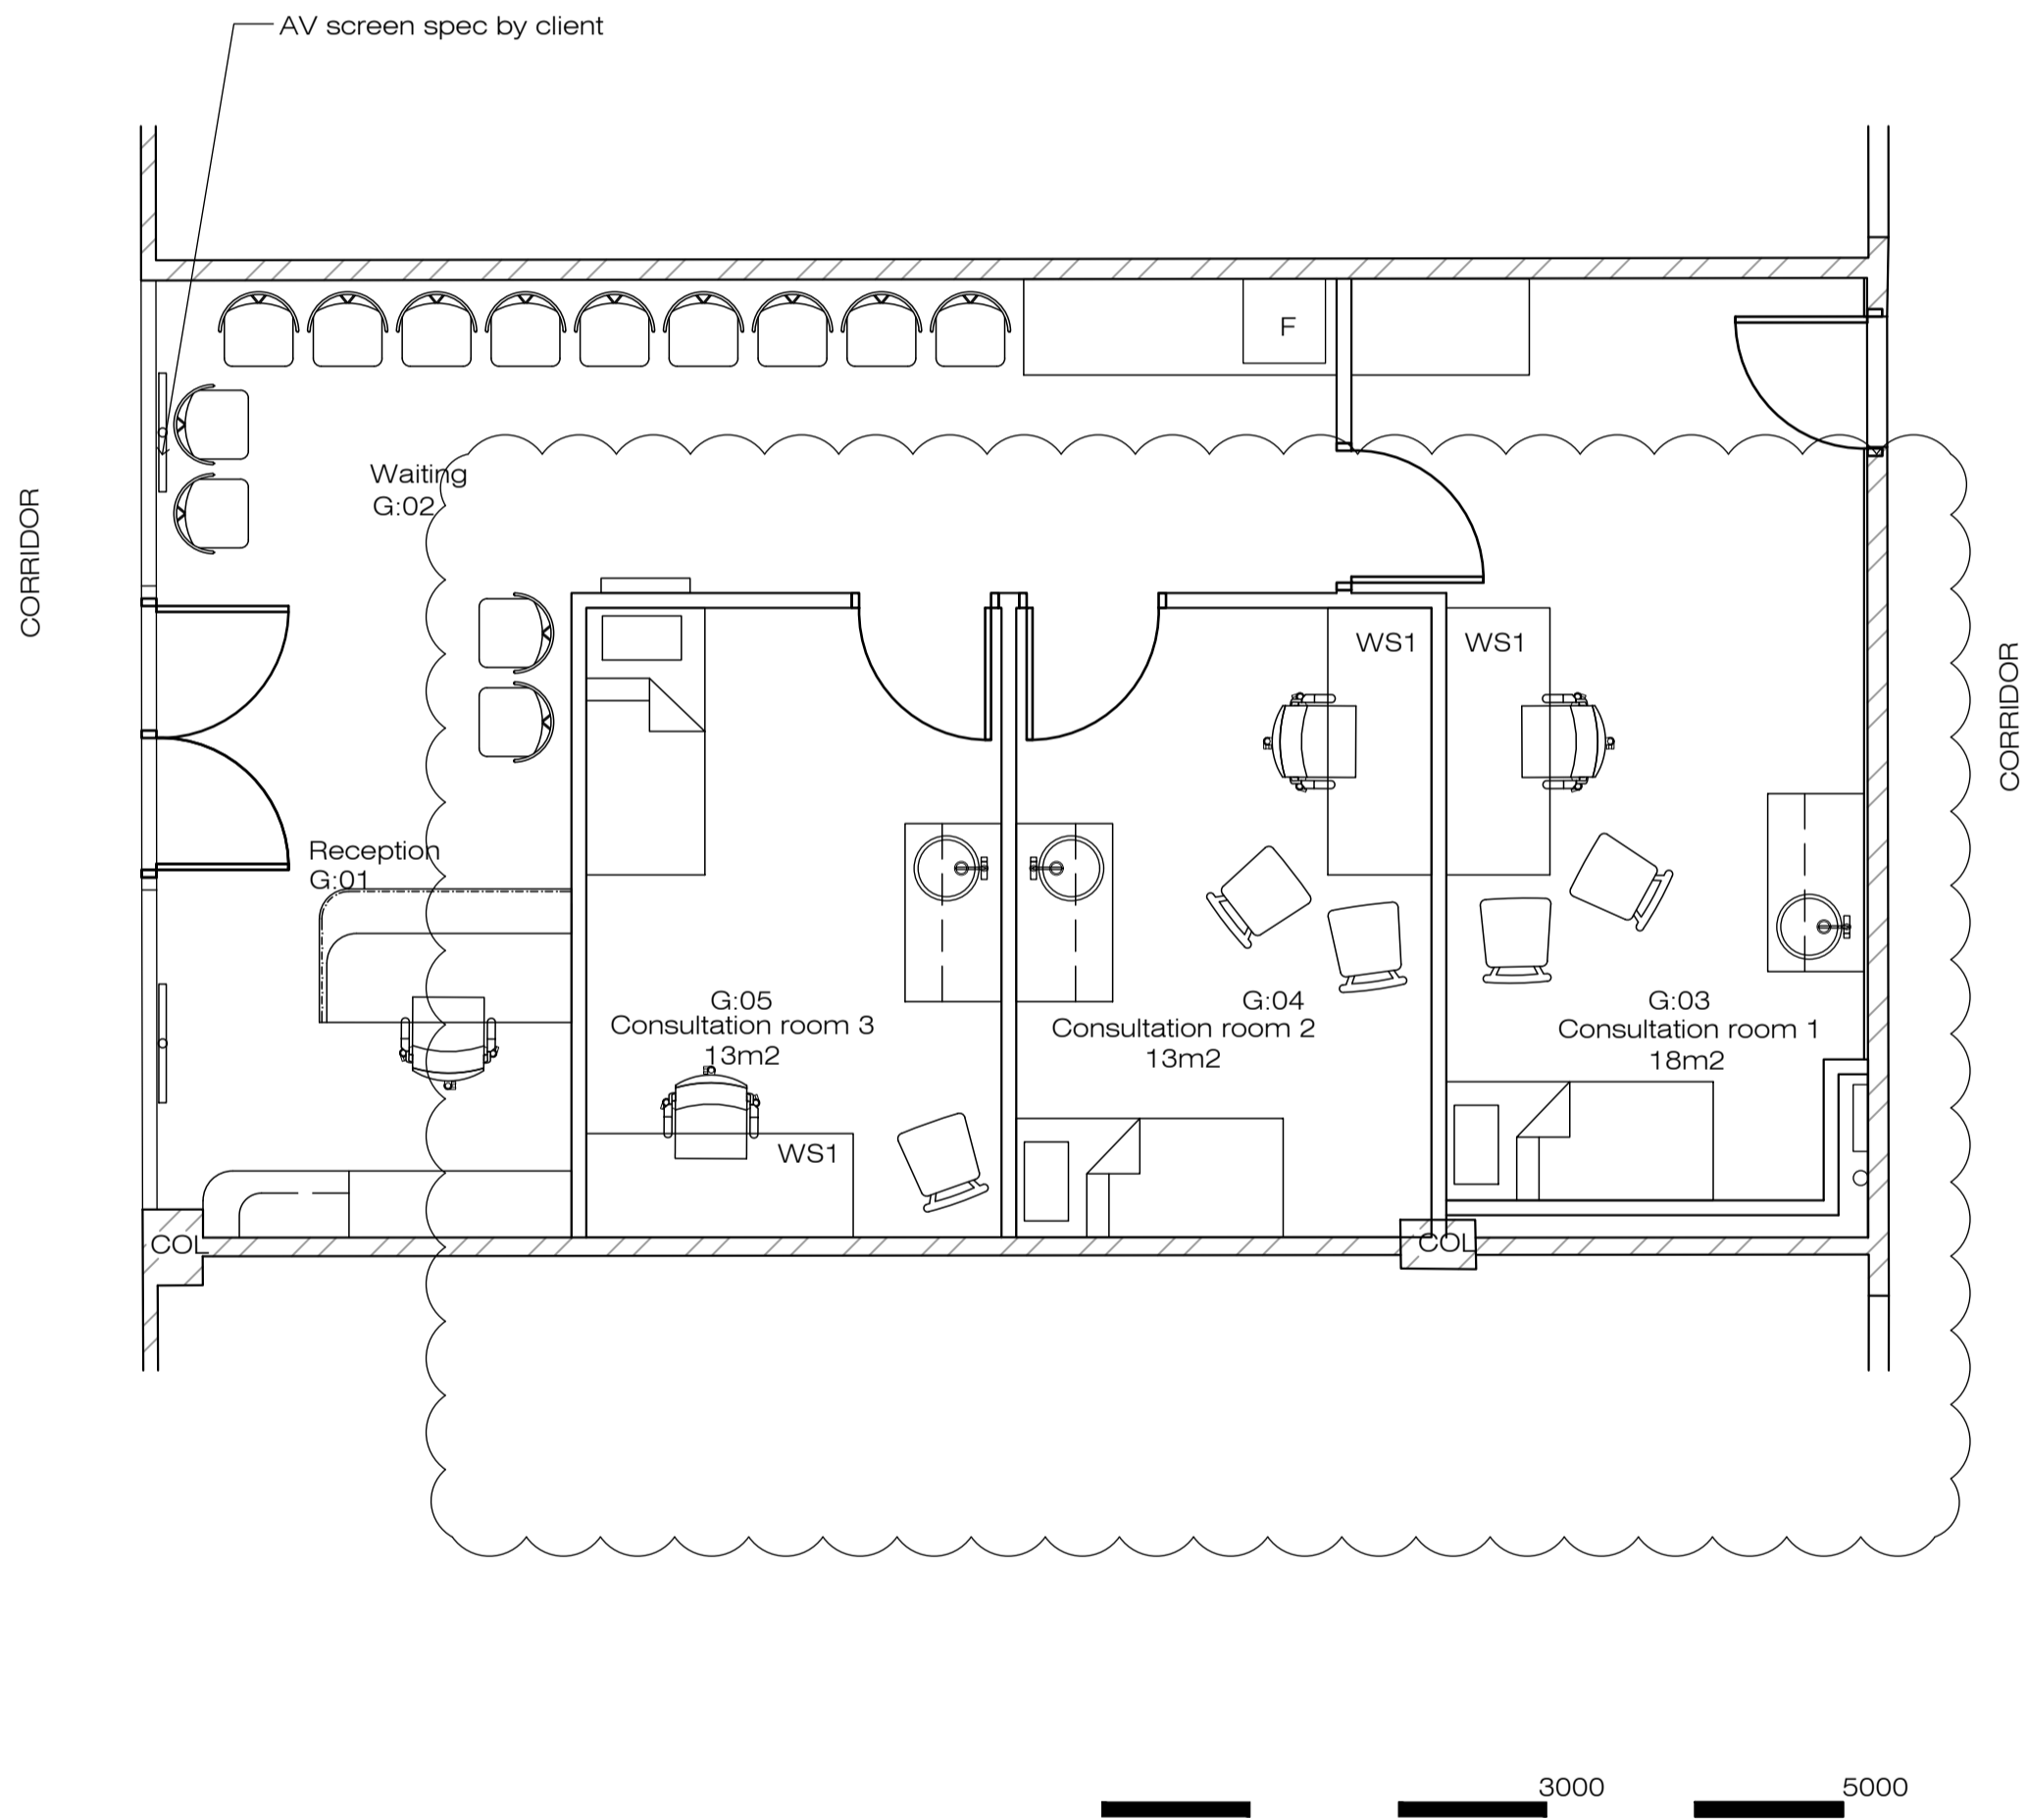 AV screen spec by client
F
Waiting
G:02
CORRIDOR
WS1
WS1
CORRIDOR
Reception
G:01
G:05
Consultation room 3
13m2
G:04
Consultation room 2
13m2
G:03
Consultation room 1
18m2
WS1
COL
COL
3000
5000